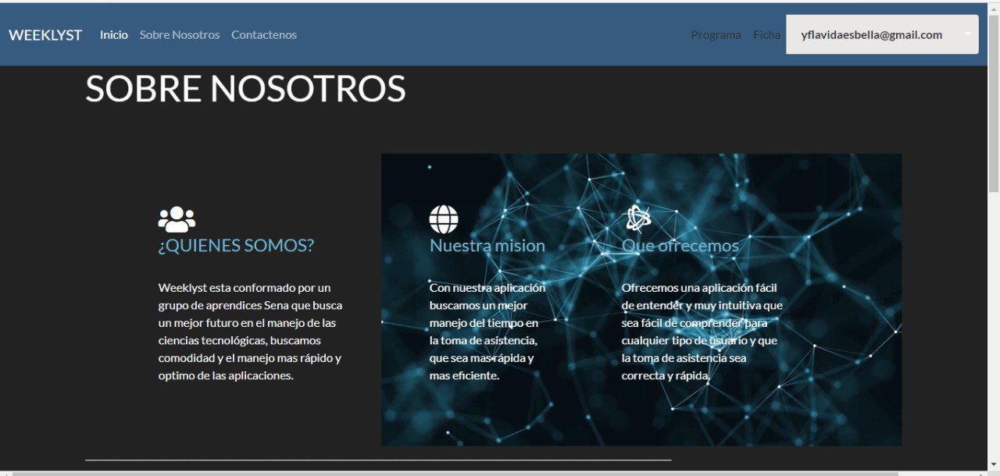 WEEKLYST Inicio Sobre Nosotros Contactenos Programa Ficha yflavidaesbella@gmail.com
SOBRE NOSOTROS
¿QUIENES SOMOS?
Weeklyst esta conformado por un
grupo de aprendices Sena que busca
un mejor futuro en el manejo de las
ciencias tecnológicas, buscamos
comodidad y el manejo mas rápido y
optimo de las aplicaciones.
Nuestra mision
Con nuestra aplicación
buscamos un mejor
manejo del tiempo en
la toma de asistencia,
que sea mas rápida y
mas eficiente.
Que ofrecemos
Ofrecemos una aplicación fácil
de entender y muy intuitiva que
sea fácil de comprender para
cualquier tipo de usuario y que
la toma de asistencia sea
correcta y rápida.